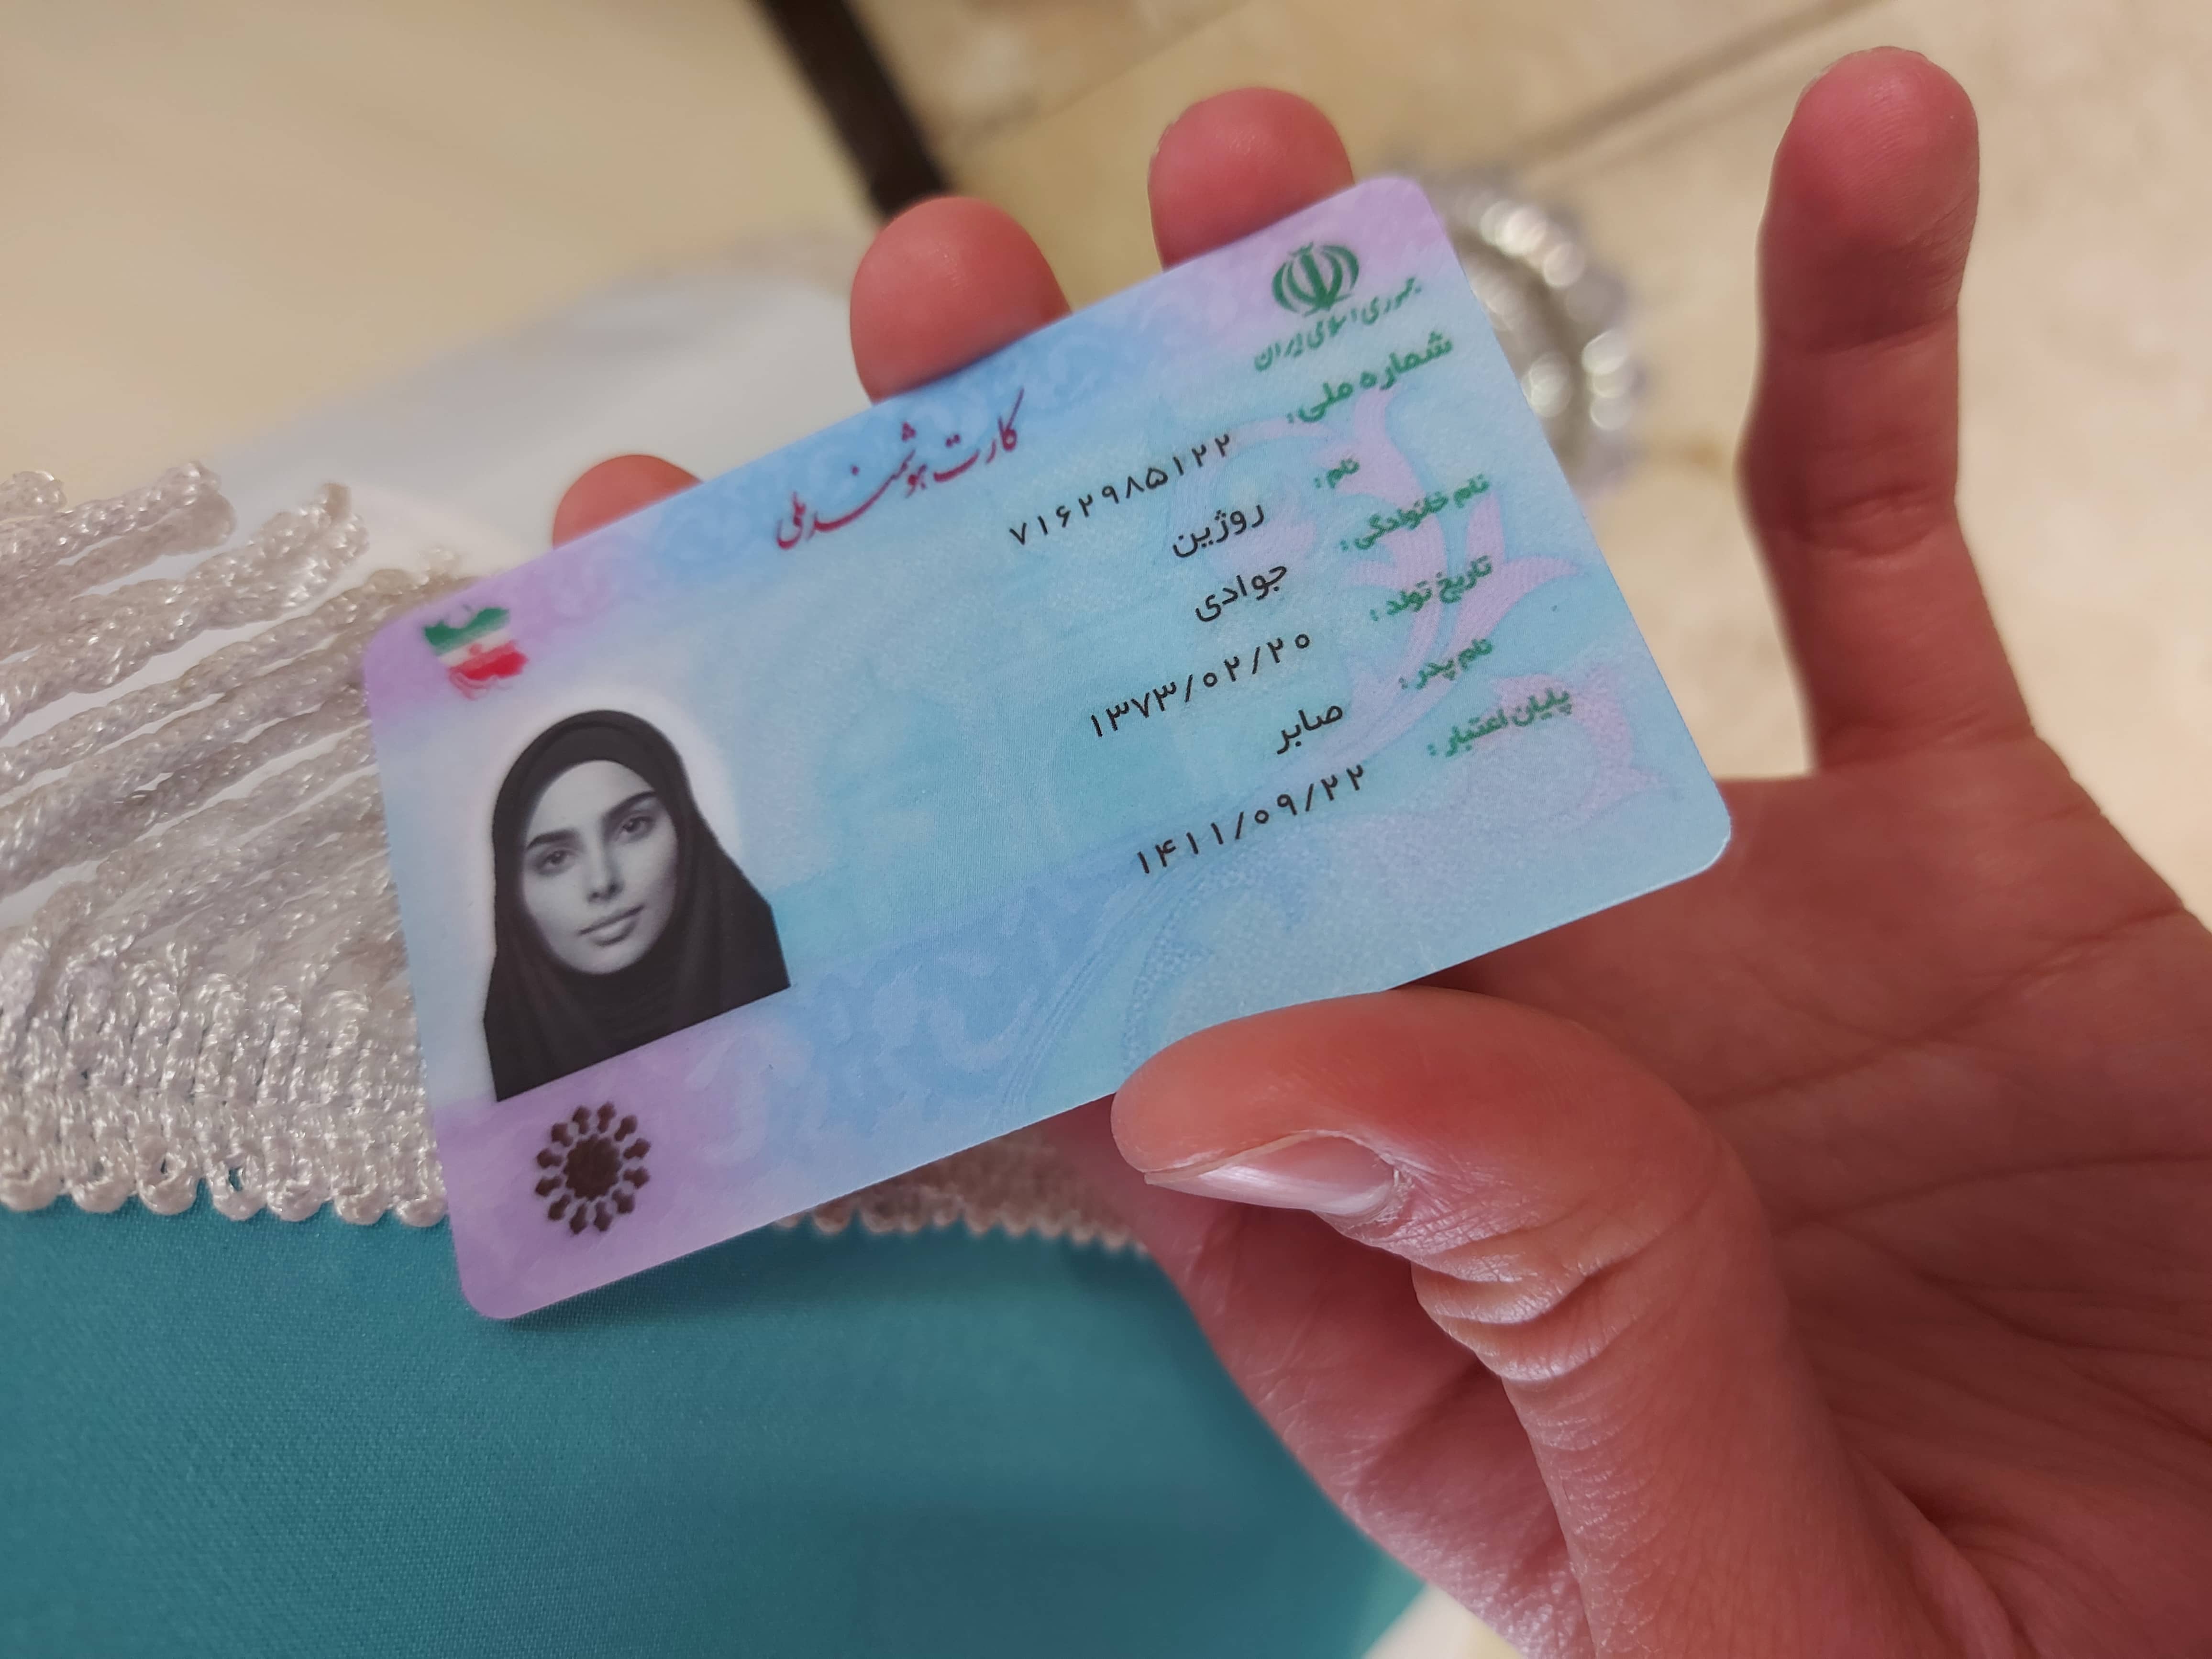 جمهوری اسلامی ایران
کارت هوشمند ملی
شماره ملی: ۷۱۶۲۹۸۵۱۲۲
نام: روژین
نام خانوادگی: جوادی
تاریخ تولد: ۱۳۷۳/۰۲/۲۰
نام پدر: صابر
پایان اعتبار: ۱۴۱۱/۰۹/۲۲